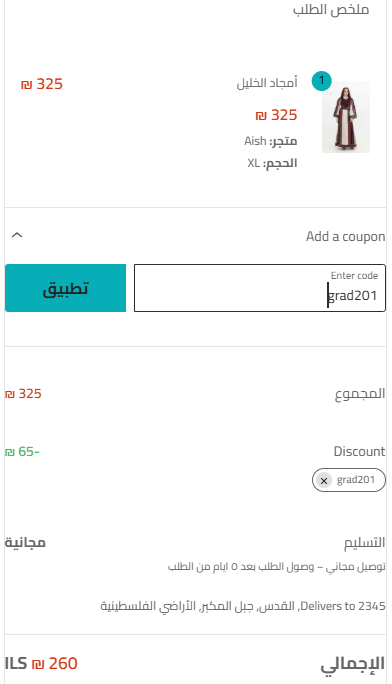 ملخص الطلب
1
أمجاد الخليل
325 ₪
325 ₪
متجر: Aish
الحجم: XL
Add a coupon
Enter code
grad201
تطبيق
المجموع
325 ₪
Discount
-65 ₪
grad201 ×
التسليم
مجانية
توصيل مجاني – وصول الطلب بعد ٥ ايام من الطلب
Delivers to 2345, القدس, جبل المكبر, الأراضي الفلسطينية
الإجمالي
260 ₪ ILS